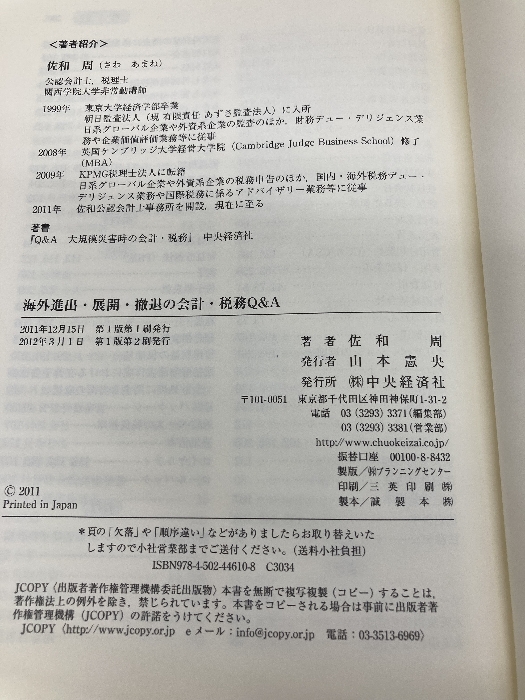 ＜著者紹介＞
佐和　周（さわ　あまね）
公認会計士，税理士
関西学院大学非常勤講師
1999年　東京大学経済学部卒業
朝日監査法人（現 有限責任 あずさ監査法人）に入所
日系グローバル企業や外資系企業の監査のほか，財務デュー・デリジェンス業
務や企業価値評価業務等に従事
2008年　英国ケンブリッジ大学経営大学院（Cambridge Judge Business School）修了
（MBA）
2009年　KPMG税理士法人に転籍
日系グローバル企業や外資系企業の税務申告のほか，国内・海外税務デュー・
デリジェンス業務や国際税務に係るアドバイザリー業務等に従事
2011年　佐和公認会計士事務所を開設，現在に至る
著書
『Q&A　大規模災害時の会計・税務』 中央経済社
海外進出・展開・撤退の会計・税務Q&A
2011年12月15日　第1版第1刷発行
2012年3月1日　第1版第2刷発行
著者　佐和　周
発行者　山本憲央
発行所　㈱中央経済社
〒101-0051　東京都千代田区神田神保町1-31-2
電話　03 (3293) 3371(編集部)
03 (3293) 3381(営業部)
http://www.chuokeizai.co.jp/
振替口座　00100-8-8432
製版／㈲プランニングセンター
印刷／三英印刷㈱
製本／誠製本㈱
© 2011
Printed in Japan
＊頁の「欠落」や「順序違い」などがありましたらお取り替えいた
しますので小社営業部までご送付ください。（送料小社負担）
ISBN978-4-502-44610-8　C3034
JCOPY〈出版者著作権管理機構委託出版物〉本書を無断で複写複製（コピー）することは，
著作権法上の例外を除き，禁じられています。本書をコピーされる場合は事前に出版者著
作権管理機構（JCOPY）の許諾をうけてください。
JCOPY〈http://www.jcopy.or.jp　eメール：info@jcopy.or.jp　電話：03-3513-6969〉